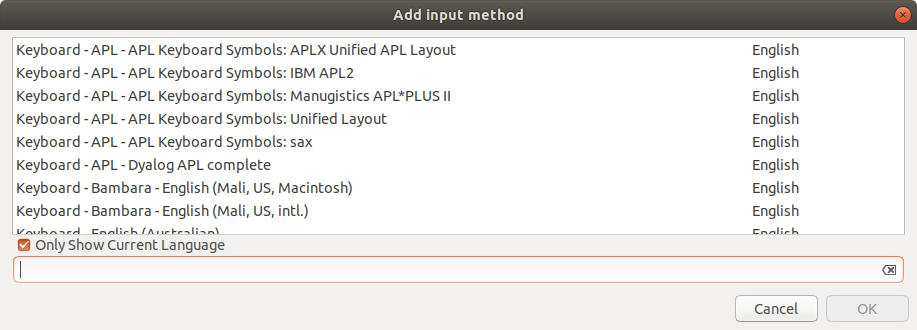 Add input method
Keyboard - APL - APL Keyboard Symbols: APLX Unified APL Layout English
Keyboard - APL - APL Keyboard Symbols: IBM APL2 English
Keyboard - APL - APL Keyboard Symbols: Manugistics APL*PLUS II English
Keyboard - APL - APL Keyboard Symbols: Unified Layout English
Keyboard - APL - APL Keyboard Symbols: sax English
Keyboard - APL - Dyalog APL complete English
Keyboard - Bambara - English (Mali, US, Macintosh) English
Keyboard - Bambara - English (Mali, US, intl.) English
Keyboard - English (Australian) English
Only Show Current Language
Cancel OK